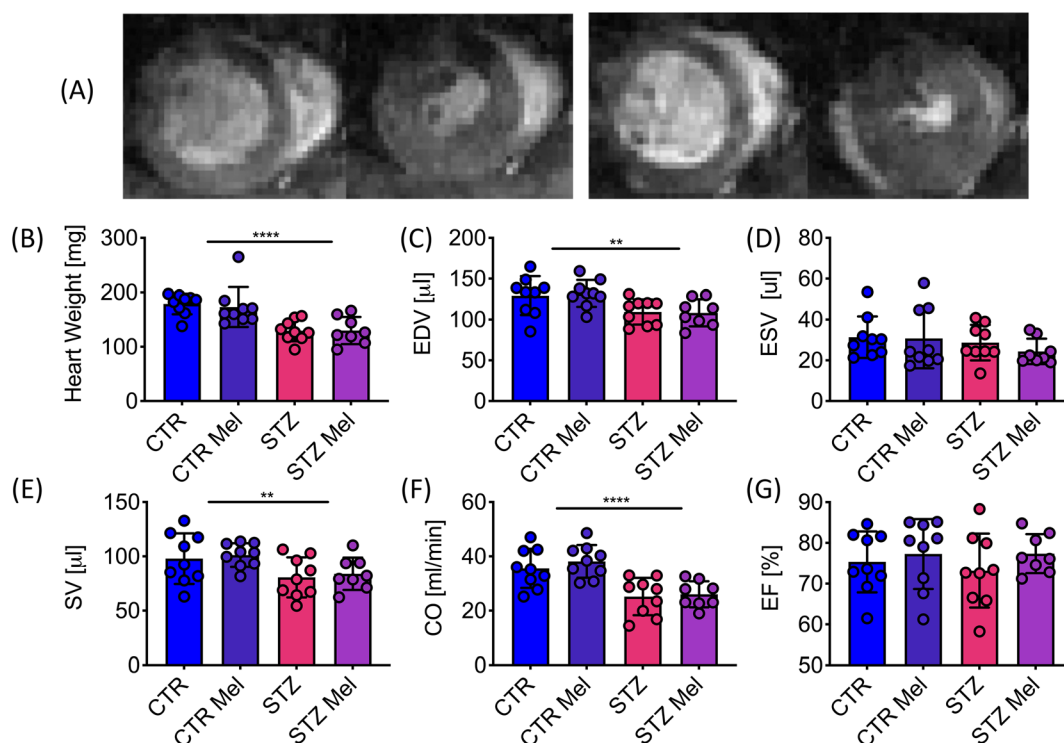 (A)
(B)
Heart Weight [mg]
300
200
100
0
****
CTR
CTR Mel
STZ
STZ Mel
(C)
EDV [µl]
200
150
100
50
0
**
CTR
CTR Mel
STZ
STZ Mel
(D)
ESV [µl]
80
60
40
20
0
CTR
CTR Mel
STZ
STZ Mel
(E)
SV [µl]
150
100
50
0
**
CTR
CTR Mel
STZ
STZ Mel
(F)
CO [ml/min]
60
40
20
0
****
CTR
CTR Mel
STZ
STZ Mel
(G)
EF [%]
100
90
80
70
60
50
CTR
CTR Mel
STZ
STZ Mel